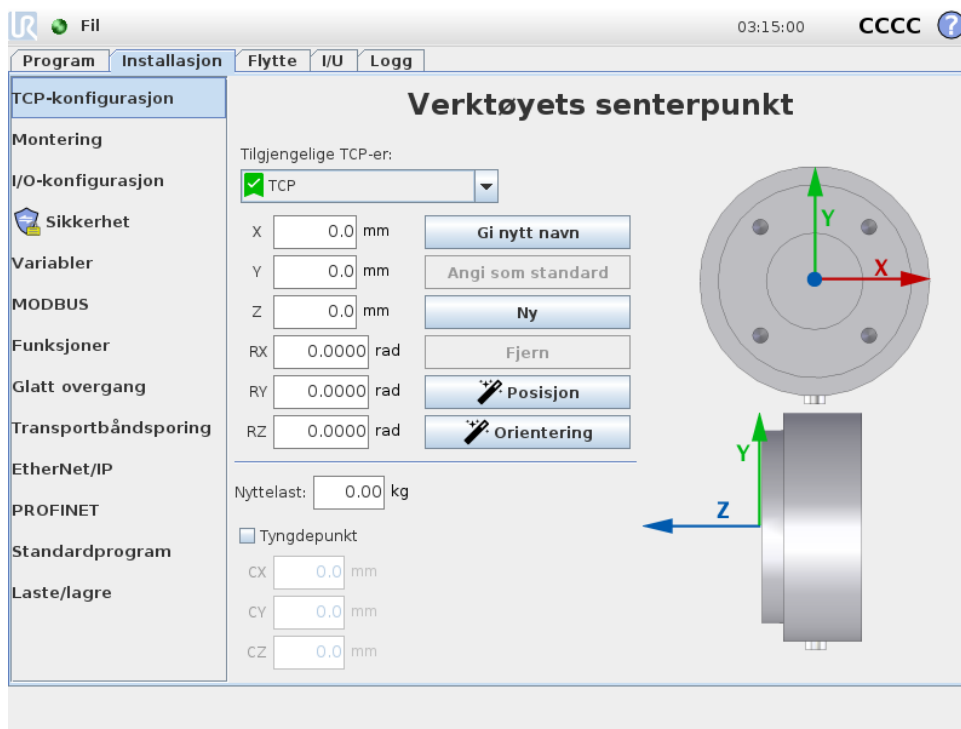 UR Fil 03:15:00 CCCC ?
Program Installasjon Flytte I/U Logg
TCP-konfigurasjon
Montering
I/O-konfigurasjon
Sikkerhet
Variabler
MODBUS
Funksjoner
Glatt overgang
Transportbåndsporing
EtherNet/IP
PROFINET
Standardprogram
Laste/lagre
Verktøyets senterpunkt
Tilgjengelige TCP-er:
TCP
X 0.0 mm Gi nytt navn
Y 0.0 mm Angi som standard
Z 0.0 mm Ny
RX 0.0000 rad Fjern
RY 0.0000 rad Posisjon
RZ 0.0000 rad Orientering
Nyttelast: 0.00 kg
Tyngdepunkt
CX 0.0 mm
CY 0.0 mm
CZ 0.0 mm
Y
X
Y
Z